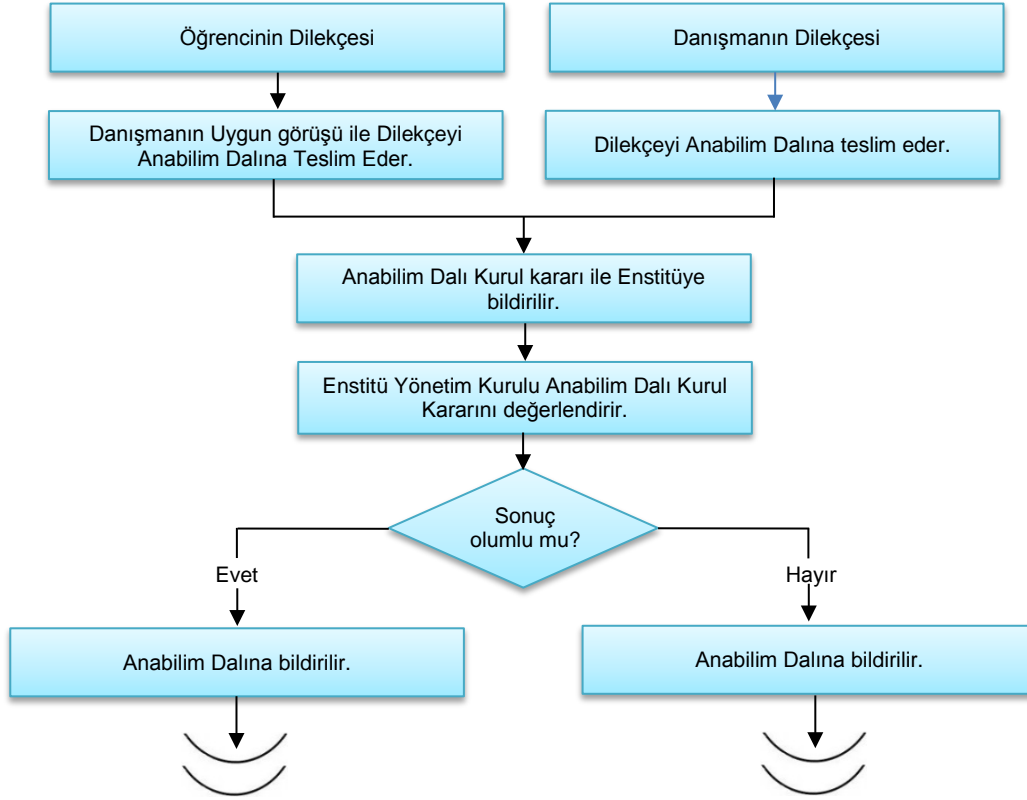 Öğrencinin Dilekçesi
Danışmanın Dilekçesi
Danışmanın Uygun görüşü ile Dilekçeyi
Anabilim Dalına Teslim Eder.
Dilekçeyi Anabilim Dalına teslim eder.
Anabilim Dalı Kurul kararı ile Enstitüye
bildirilir.
Enstitü Yönetim Kurulu Anabilim Dalı Kurul
Kararını değerlendirir.
Sonuç
olumlu mu?
Evet
Hayır
Anabilim Dalına bildirilir.
Anabilim Dalına bildirilir.